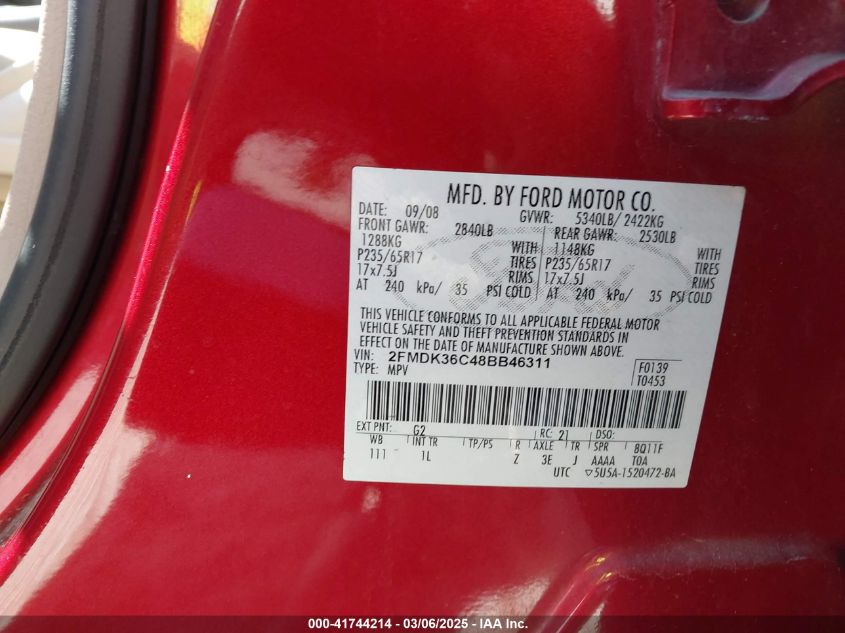 MFD. BY FORD MOTOR CO.
DATE: 09/08 GVWR: 5340LB/ 2422KG
FRONT GAWR: 2840LB REAR GAWR: 2530LB
1288KG WITH 1148KG WITH
P235/65R17 TIRES P235/65R17 TIRES
17x7.5J RIMS 17x7.5J RIMS
AT 240 kPa/ 35 PSI COLD AT 240 kPa/ 35 PSI COLD
Ford
THIS VEHICLE CONFORMS TO ALL APPLICABLE FEDERAL MOTOR
VEHICLE SAFETY AND THEFT PREVENTION STANDARDS IN
EFFECT ON THE DATE OF MANUFACTURE SHOWN ABOVE.
VIN: 2FMDK36C48BB46311 F0139
TYPE: MPV T0453
EXT PNT: G2 RC: 21 DSO:
WB INT TR TP/PS R AXLE TR SPR 8Q11F
111 1L Z 3E J AAAA T0A
UTC ▽5U5A-1520472-BA
000-41744214 - 03/06/2025 - IAA Inc.